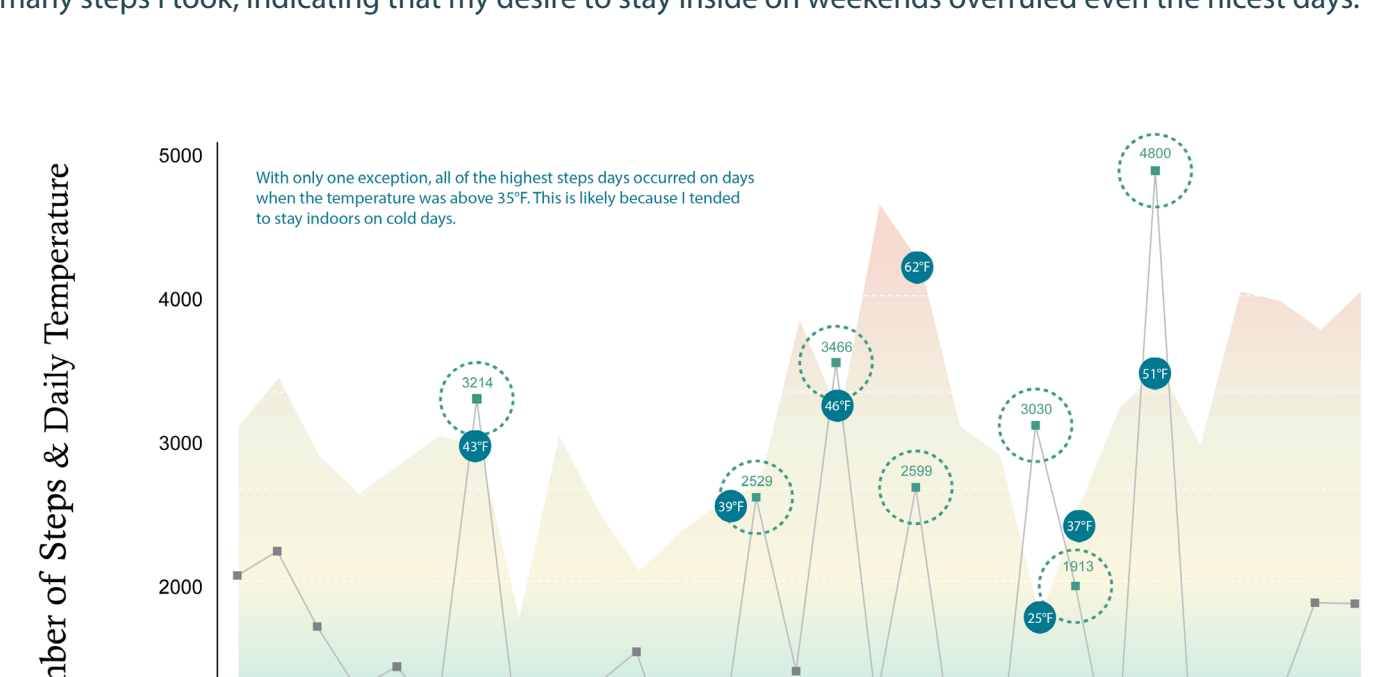 many steps I took, indicating that my desire to stay inside on weekends overruled even the nicest days.
5000
4800
With only one exception, all of the highest steps days occurred on days
when the temperature was above 35°F. This is likely because I tended
to stay indoors on cold days.
62°F
4000
3466
51°F
3214
46°F
3030
3000
43°F
2599
2529
39°F
37°F
1913
2000
25°F
of Steps & Daily Temperature